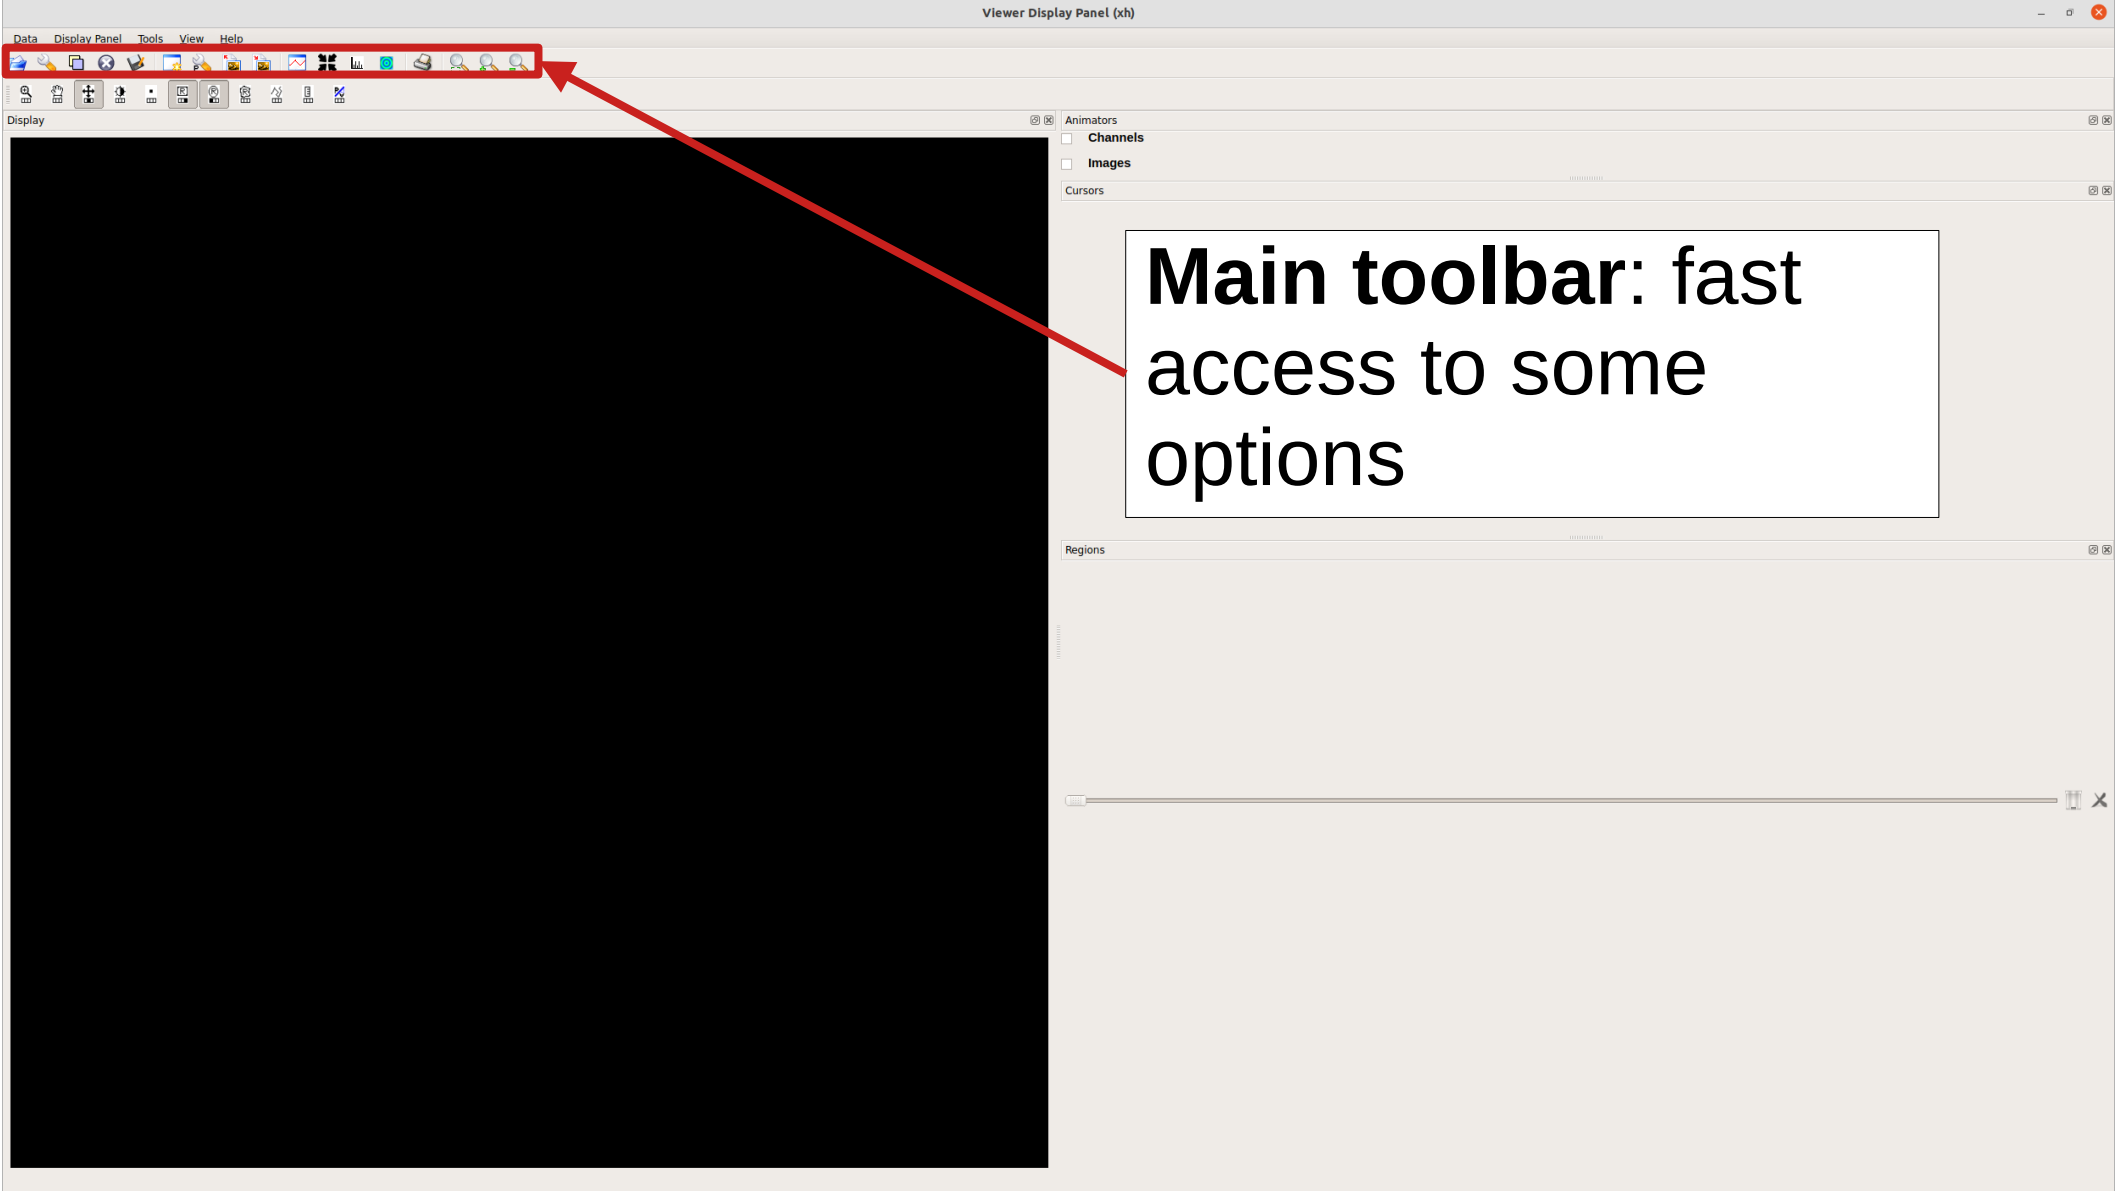 Viewer Display Panel (xh)
Data Display Panel Tools View Help
Display
Animators
Channels
Images
Cursors
Main toolbar: fast
access to some
options
Regions